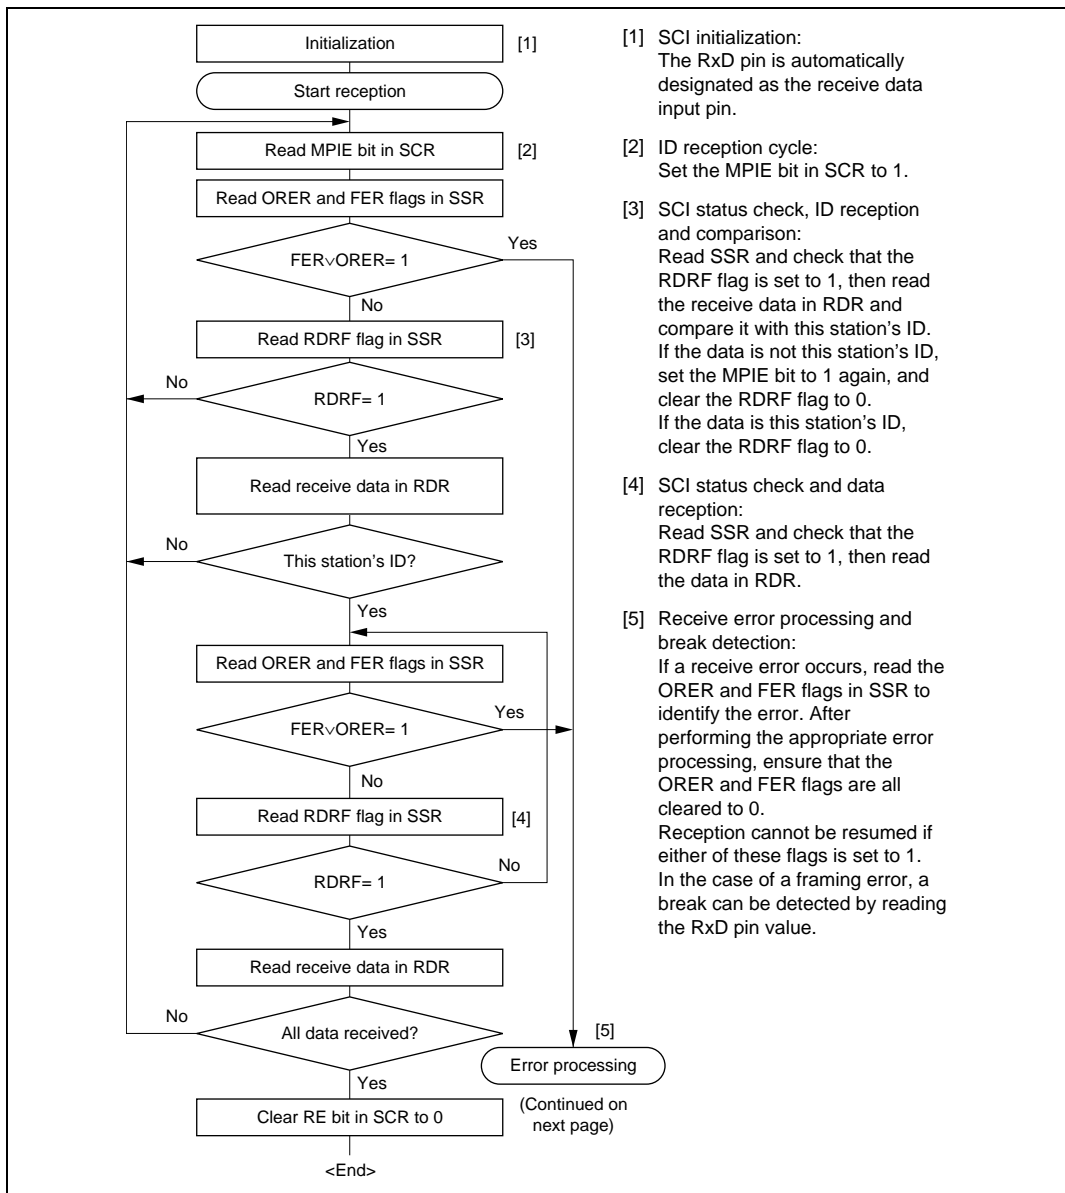 Initialization
[1]
Start reception
Read MPIE bit in SCR
[2]
Read ORER and FER flags in SSR
Yes
FER∨ORER= 1
No
Read RDRF flag in SSR
[3]
No
RDRF= 1
Yes
Read receive data in RDR
No
This station's ID?
Yes
Read ORER and FER flags in SSR
Yes
FER∨ORER= 1
No
Read RDRF flag in SSR
[4]
No
RDRF= 1
Yes
Read receive data in RDR
No
All data received?
[5]
Error processing
Yes
(Continued on
next page)
Clear RE bit in SCR to 0
<End>
[1] SCI initialization:
The RxD pin is automatically
designated as the receive data
input pin.
[2] ID reception cycle:
Set the MPIE bit in SCR to 1.
[3] SCI status check, ID reception
and comparison:
Read SSR and check that the
RDRF flag is set to 1, then read
the receive data in RDR and
compare it with this station's ID.
If the data is not this station's ID,
set the MPIE bit to 1 again, and
clear the RDRF flag to 0.
If the data is this station's ID,
clear the RDRF flag to 0.
[4] SCI status check and data
reception:
Read SSR and check that the
RDRF flag is set to 1, then read
the data in RDR.
[5] Receive error processing and
break detection:
If a receive error occurs, read the
ORER and FER flags in SSR to
identify the error. After
performing the appropriate error
processing, ensure that the
ORER and FER flags are all
cleared to 0.
Reception cannot be resumed if
either of these flags is set to 1.
In the case of a framing error, a
break can be detected by reading
the RxD pin value.